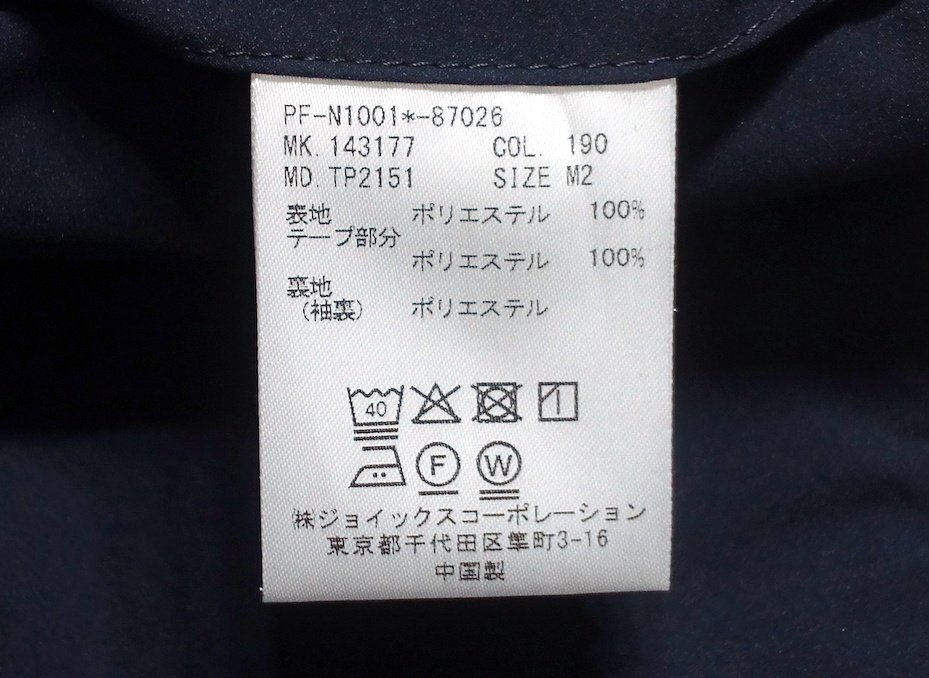 PF-N1001*-87026
MK. 143177 COL. 190
MD. TP2151 SIZE M2
表地 ポリエステル 100%
テープ部分
ポリエステル 100%
裏地
(袖裏) ポリエステル
40
F W
㈱ジョイックスコーポレーション
東京都千代田区隼町3-16
中国製